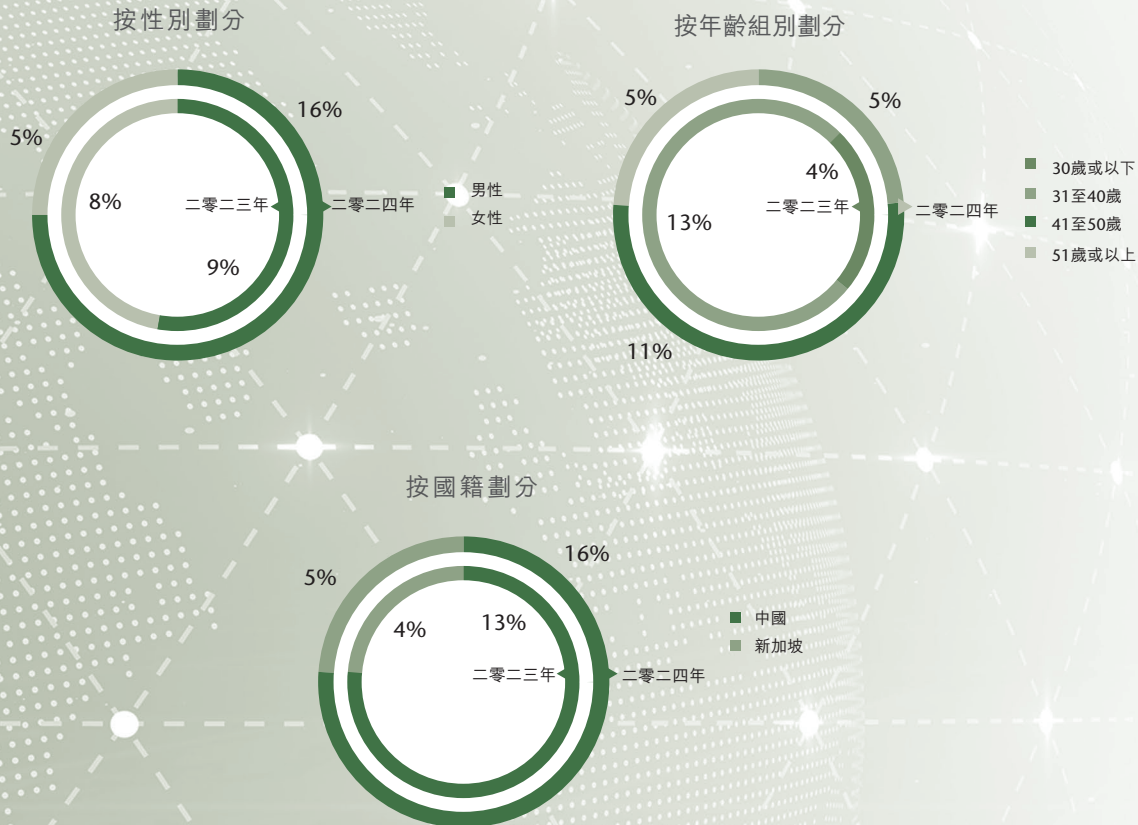 按性別劃分
16%
5%
8%
二零二三年
二零二四年
9%
男性
女性
按年齡組別劃分
5%
5%
4%
13%
二零二三年
二零二四年
11%
30歲或以下
31至40歲
41至50歲
51歲或以上
按國籍劃分
16%
5%
4%
13%
二零二三年
二零二四年
中國
新加坡